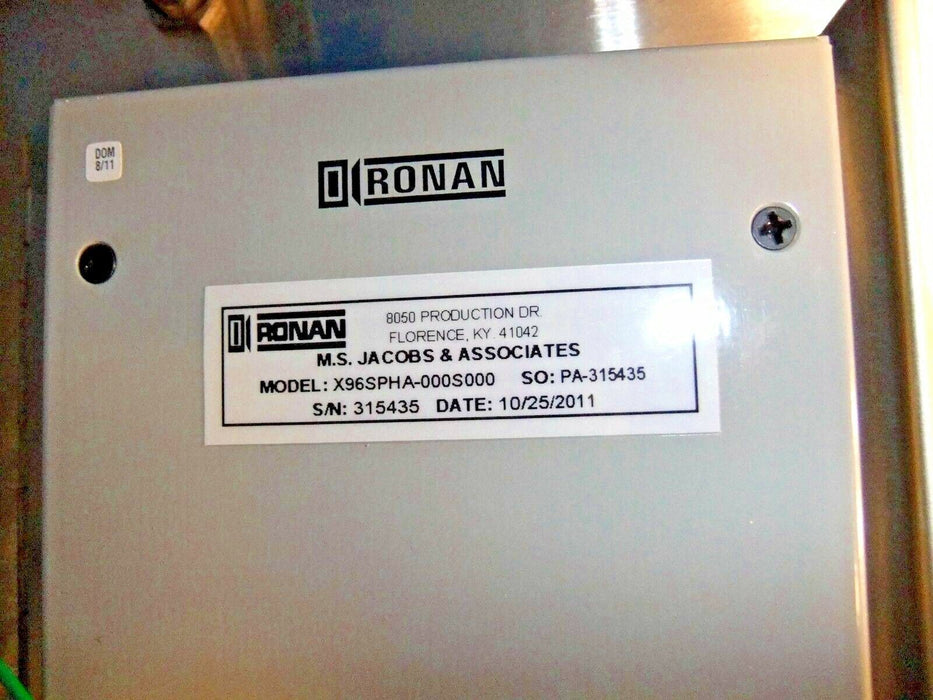 DOM
8/11
RONAN
RONAN
8050 PRODUCTION DR.
FLORENCE, KY. 41042
M.S. JACOBS & ASSOCIATES
MODEL: X96SPHA-000S000 SO: PA-315435
S/N: 315435 DATE: 10/25/2011